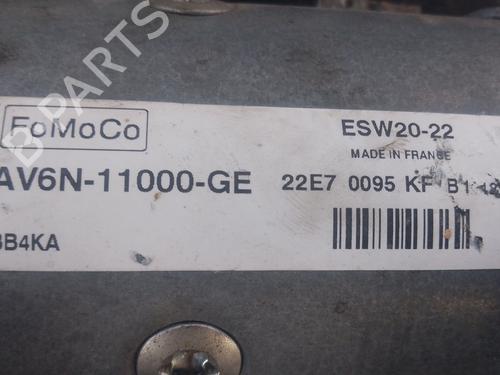 FoMoCo
ESW20-22
MADE IN FRANCE
AV6N-11000-GE
22E7 0095 KF
BB4KA
B-PARTS